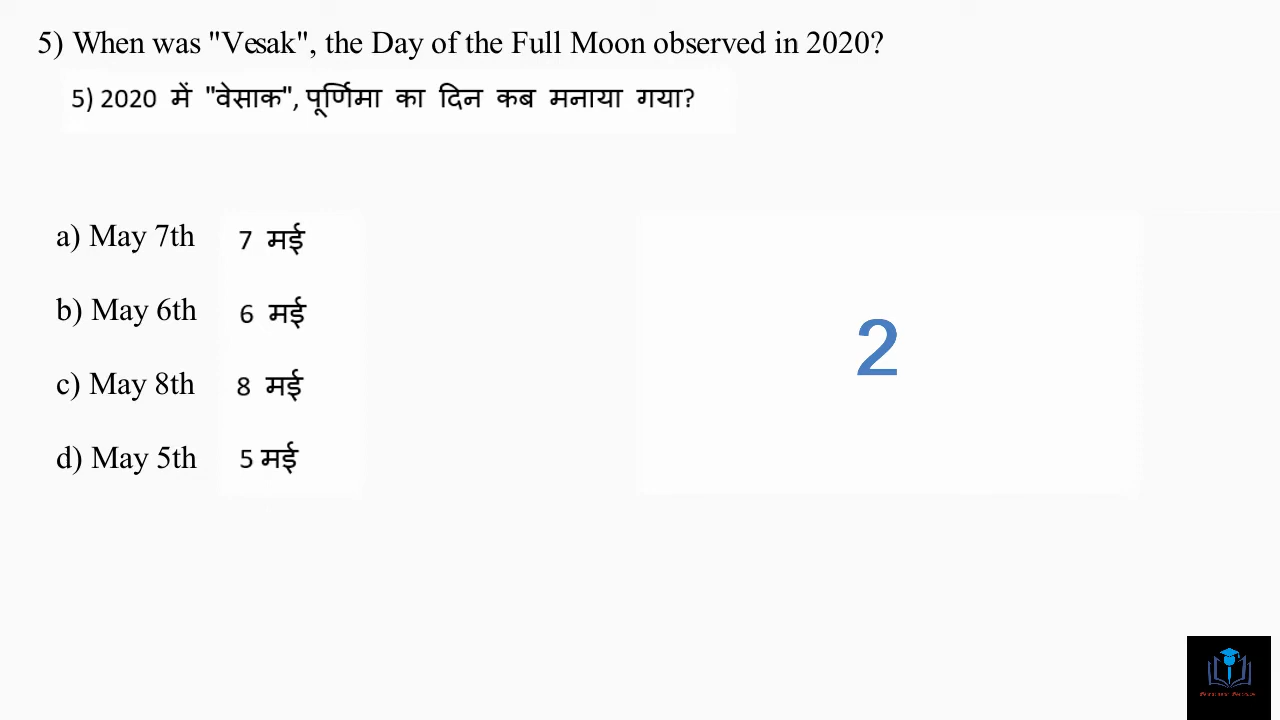 5) When was "Vesak", the Day of the Full Moon observed in 2020?
5) 2020 में "वेसाक", पूर्णिमा का दिन कब मनाया गया?
a) May 7th 7 मई
b) May 6th 6 मई
2
c) May 8th 8 मई
d) May 5th 5 मई